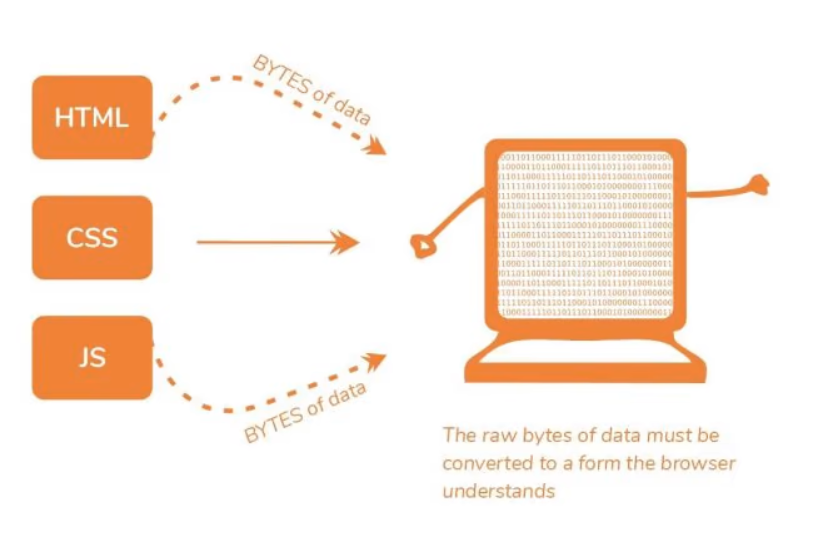 HTML
BYTES of data
CSS
JS
BYTES of data
The raw bytes of data must be
converted to a form the browser
understands